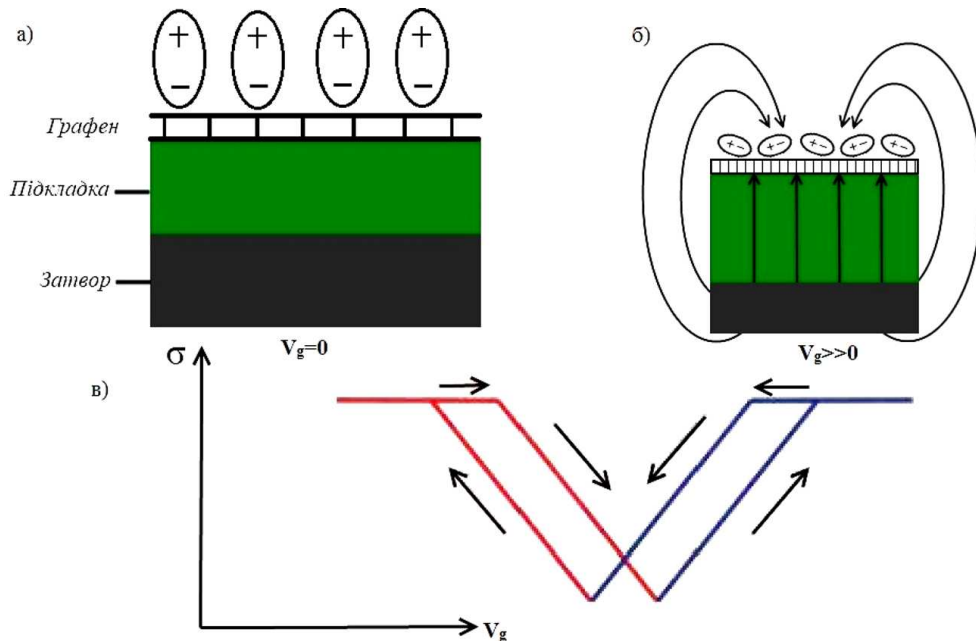 а)
+ + + +
− − − −
Графен
Підкладка
Затвор
Vg=0
б)
+− +− +− +− +−
Vg>>0
в)
σ
Vg